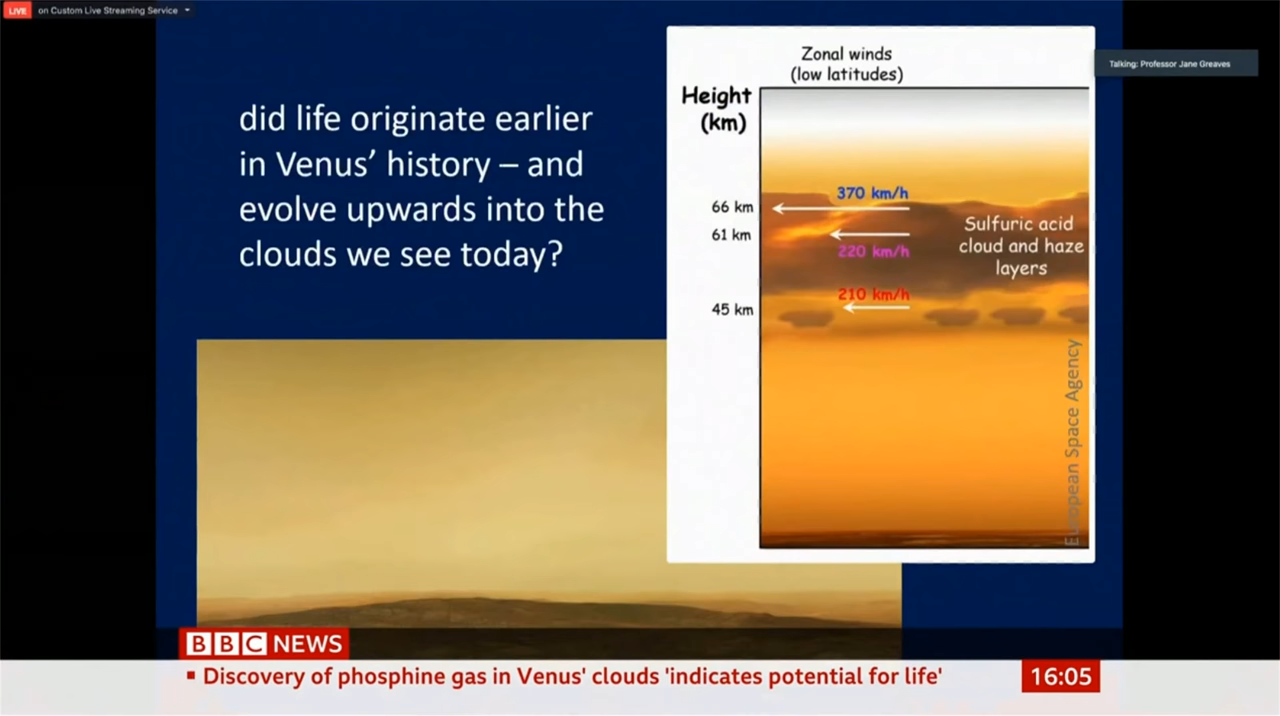 LIVE on Custom Live Streaming Service
Talking: Professor Jane Greaves
did life originate earlier
in Venus’ history – and
evolve upwards into the
clouds we see today?
Zonal winds
(low latitudes)
Height
(km)
370 km/h
66 km
61 km
220 km/h
210 km/h
45 km
Sulfuric acid
cloud and haze
layers
European Space Agency
BBC NEWS
▪ Discovery of phosphine gas in Venus' clouds 'indicates potential for life'
16:05